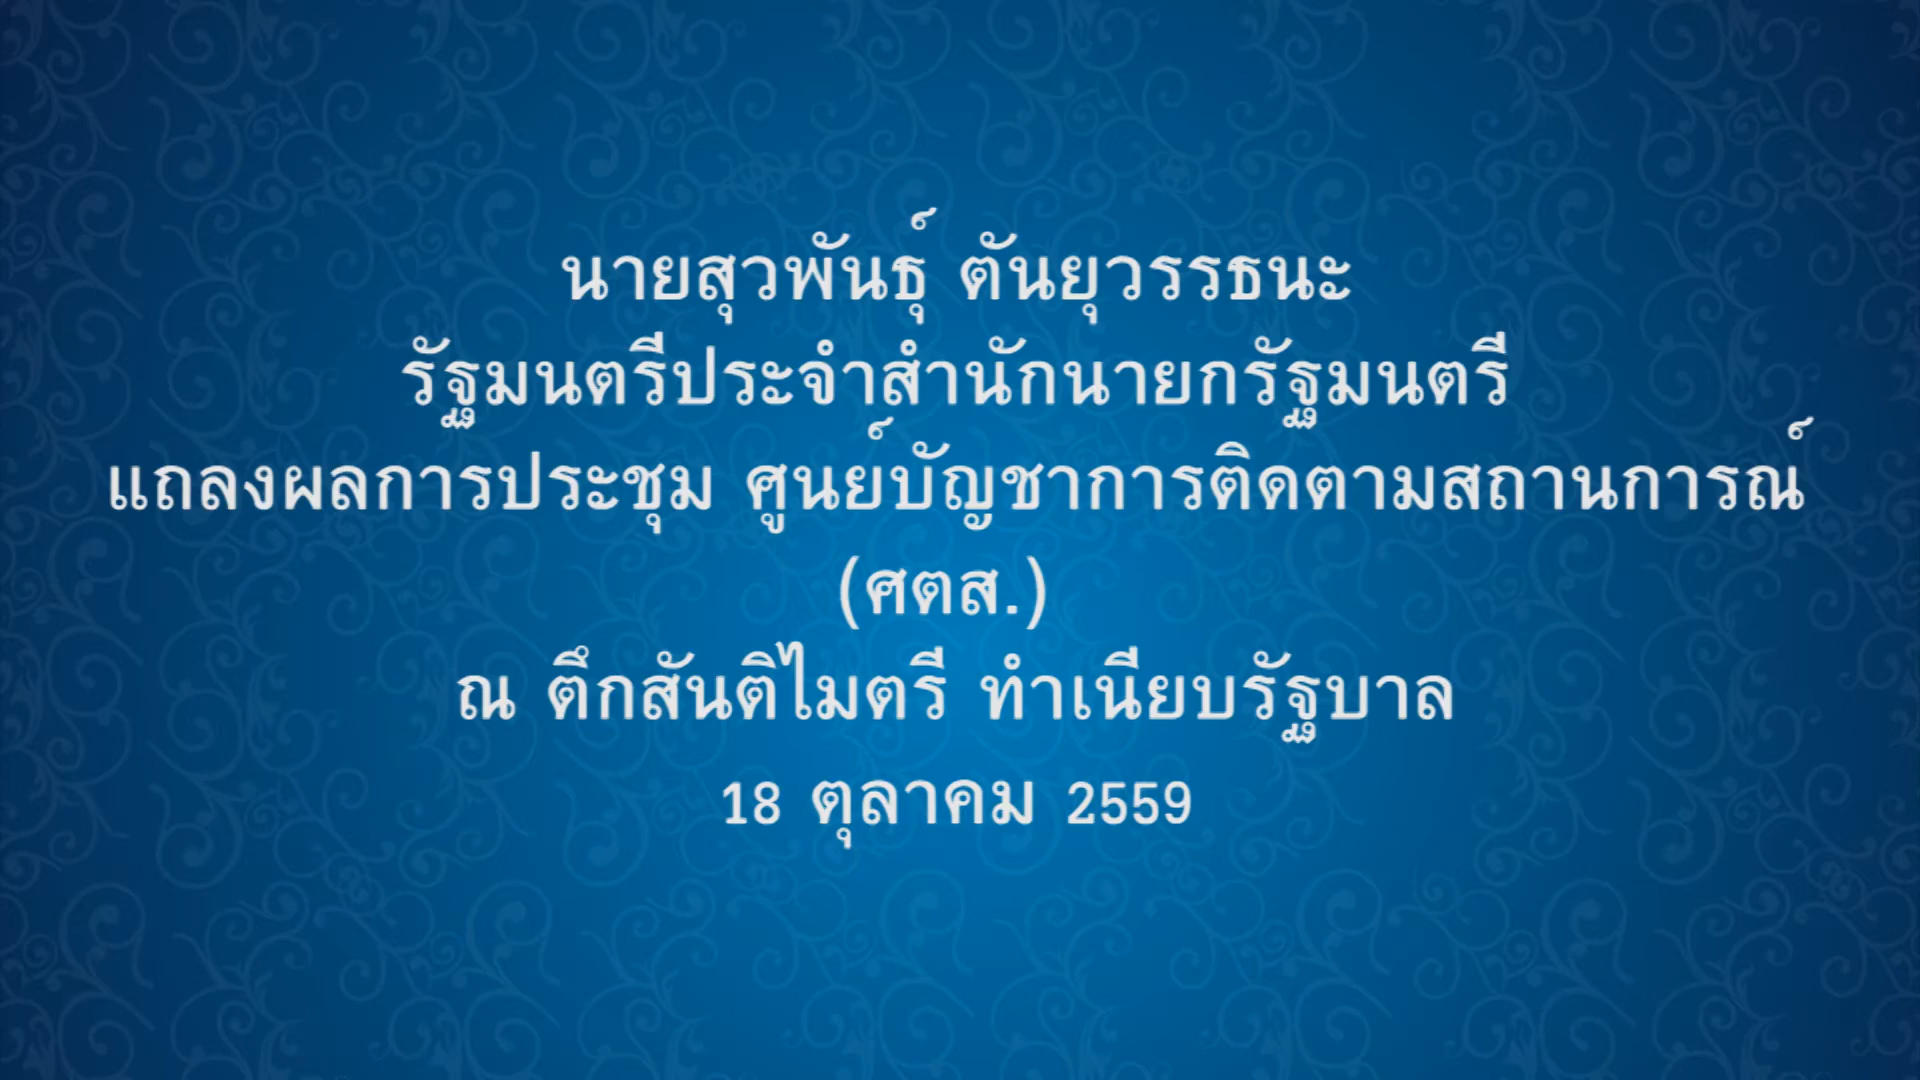 นายสุวพันธุ์ ตันยุวรรธนะ
รัฐมนตรีประจำสำนักนายกรัฐมนตรี
แถลงผลการประชุม ศูนย์บัญชาการติดตามสถานการณ์
(ศตส.)
ณ ตึกสันติไมตรี ทำเนียบรัฐบาล
18 ตุลาคม 2559